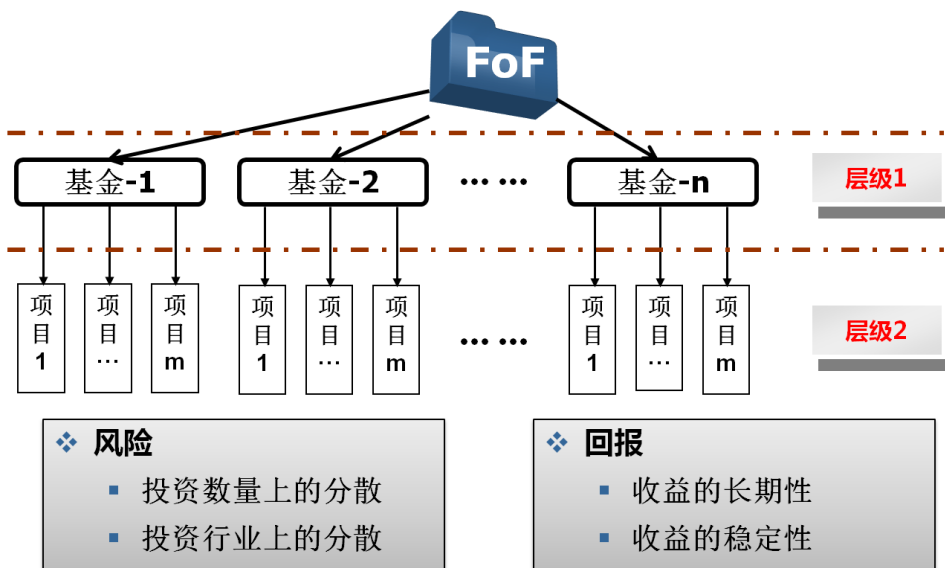 FoF
基金-1
基金-2
... ...
基金-n
层级1
项目1
项目...
项目m
项目1
项目...
项目m
... ...
项目1
项目...
项目m
层级2
风险
投资数量上的分散
投资行业上的分散
回报
收益的长期性
收益的稳定性